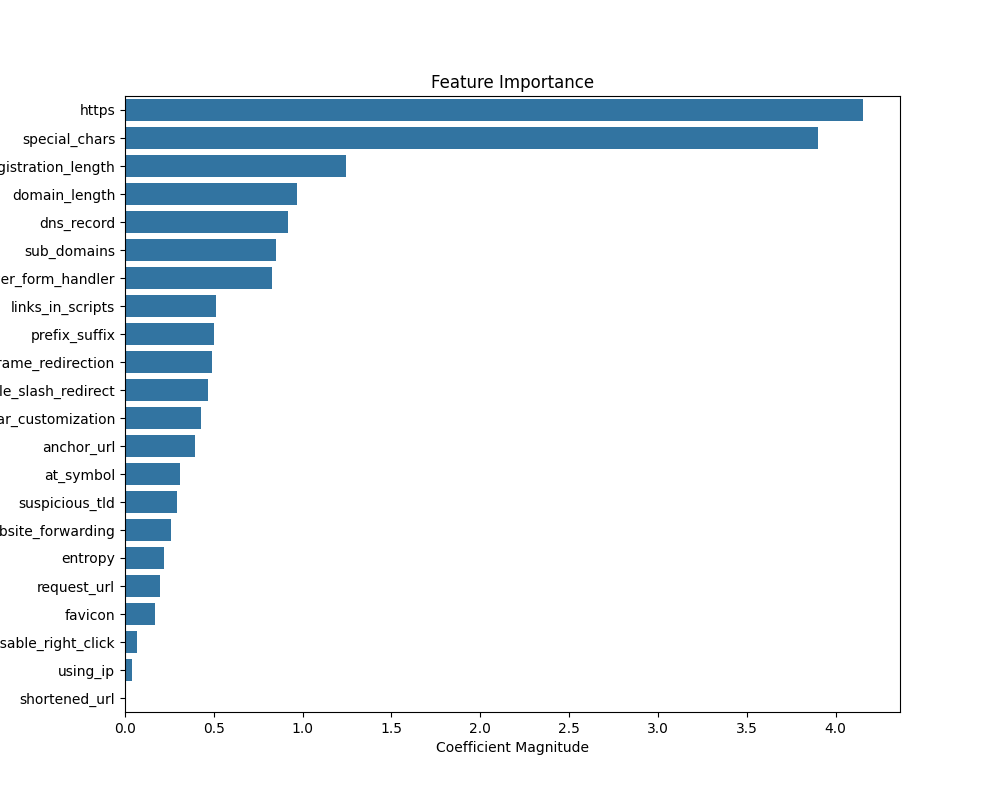 Feature Importance
https
special_chars
gistration_length
domain_length
dns_record
sub_domains
er_form_handler
links_in_scripts
prefix_suffix
rame_redirection
le_slash_redirect
ar_customization
anchor_url
at_symbol
suspicious_tld
bsite_forwarding
entropy
request_url
favicon
sable_right_click
using_ip
shortened_url
0.0 0.5 1.0 1.5 2.0 2.5 3.0 3.5 4.0
Coefficient Magnitude